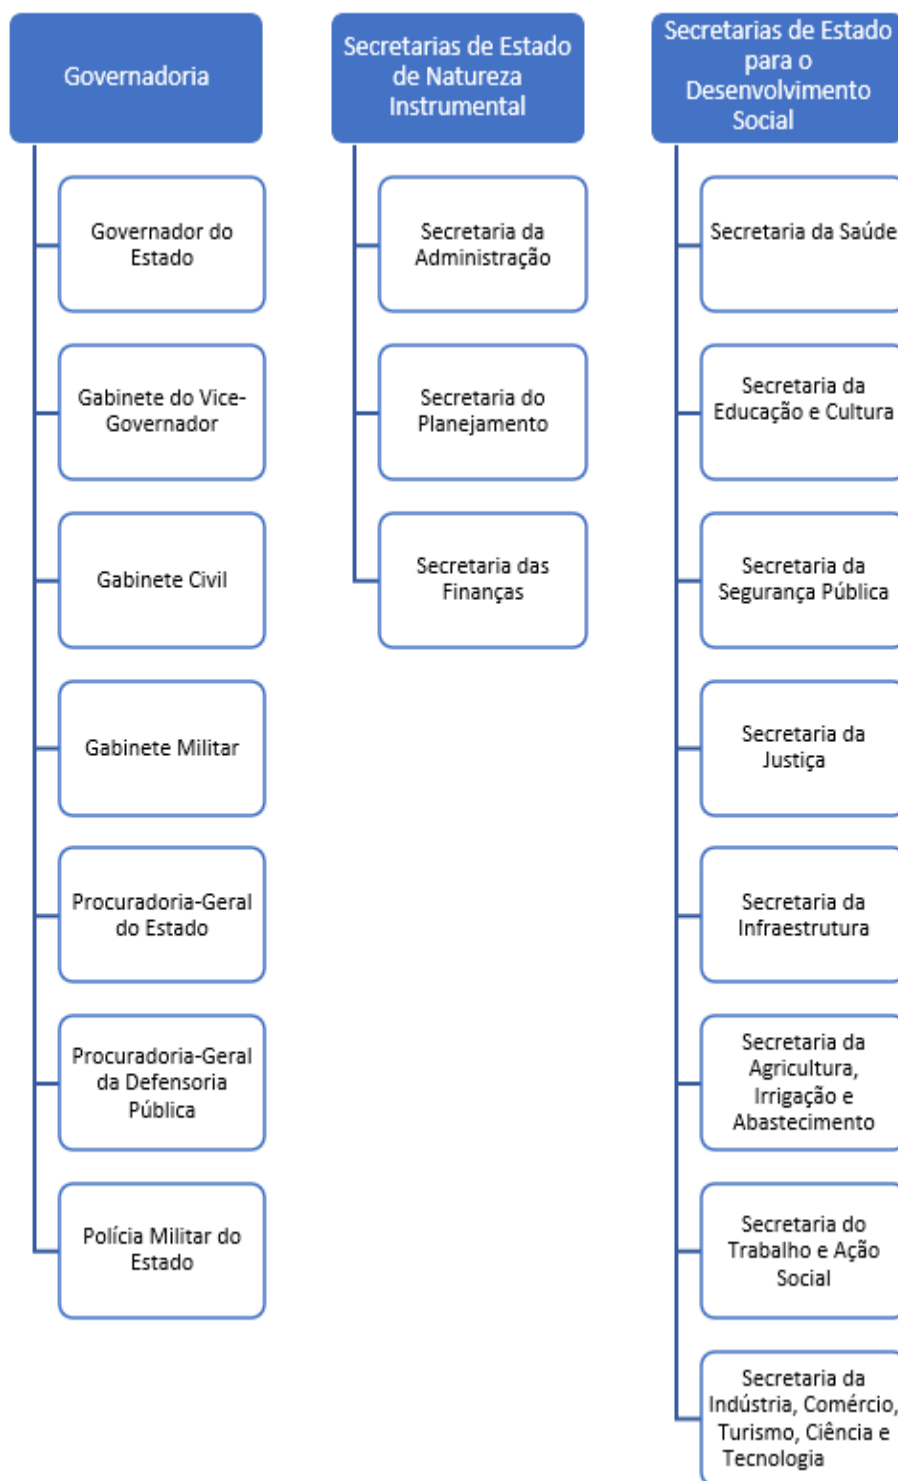 Governadoria
Governador do
Estado
Gabinete do Vice-
Governador
Gabinete Civil
Gabinete Militar
Procuradoria-Geral
do Estado
Procuradoria-Geral
da Defensoria
Pública
Polícia Militar do
Estado
Secretarias de Estado
de Natureza
Instrumental
Secretaria da
Administração
Secretaria do
Planejamento
Secretaria das
Finanças
Secretarias de Estado
para o
Desenvolvimento
Social
Secretaria da Saúde
Secretaria da
Educação e Cultura
Secretaria da
Segurança Pública
Secretaria da
Justiça
Secretaria da
Infraestrutura
Secretaria da
Agricultura,
Irrigação e
Abastecimento
Secretaria do
Trabalho e Ação
Social
Secretaria da
Indústria, Comércio,
Turismo, Ciência e
Tecnologia